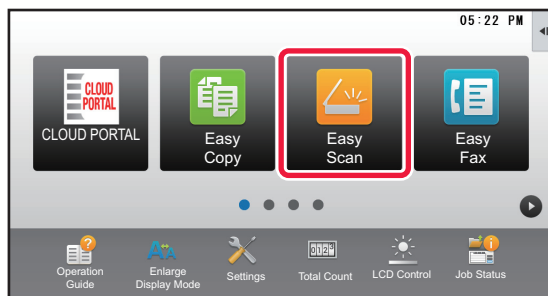 05:22 PM
CLOUD
PORTAL
CLOUD PORTAL
Easy
Copy
Easy
Scan
Easy
Fax
Operation
Guide
Enlarge
Display Mode
Settings
Total Count
LCD Control
Job Status